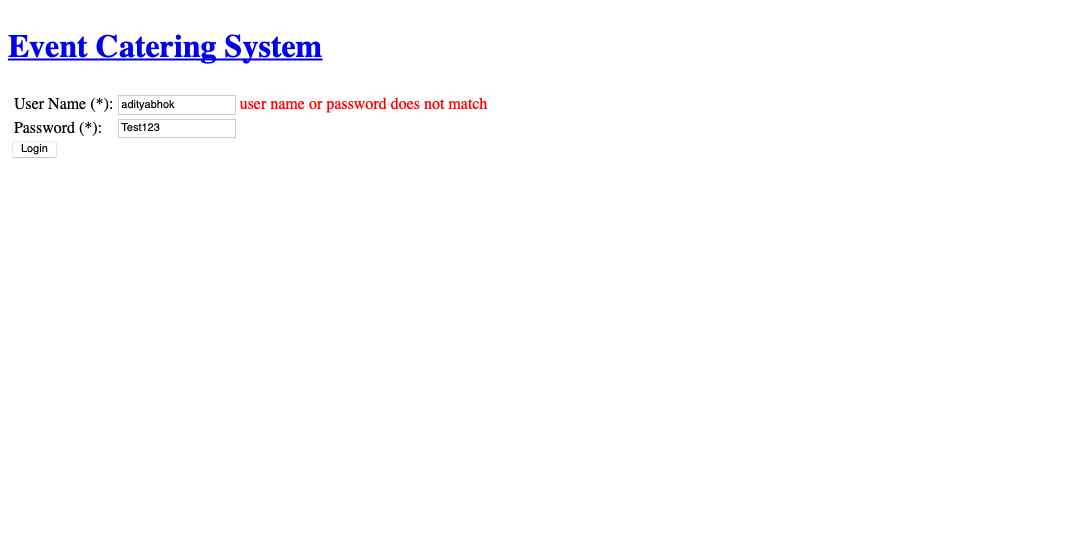 Event Catering System
User Name (*): adityabhok user name or password does not match
Password (*): Test123
Login